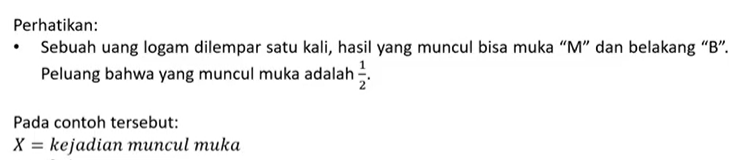 Perhatikan:
• Sebuah uang logam dilempar satu kali, hasil yang muncul bisa muka “M” dan belakang “B”.
Peluang bahwa yang muncul muka adalah 1/2.
Pada contoh tersebut:
X = kejadian muncul muka